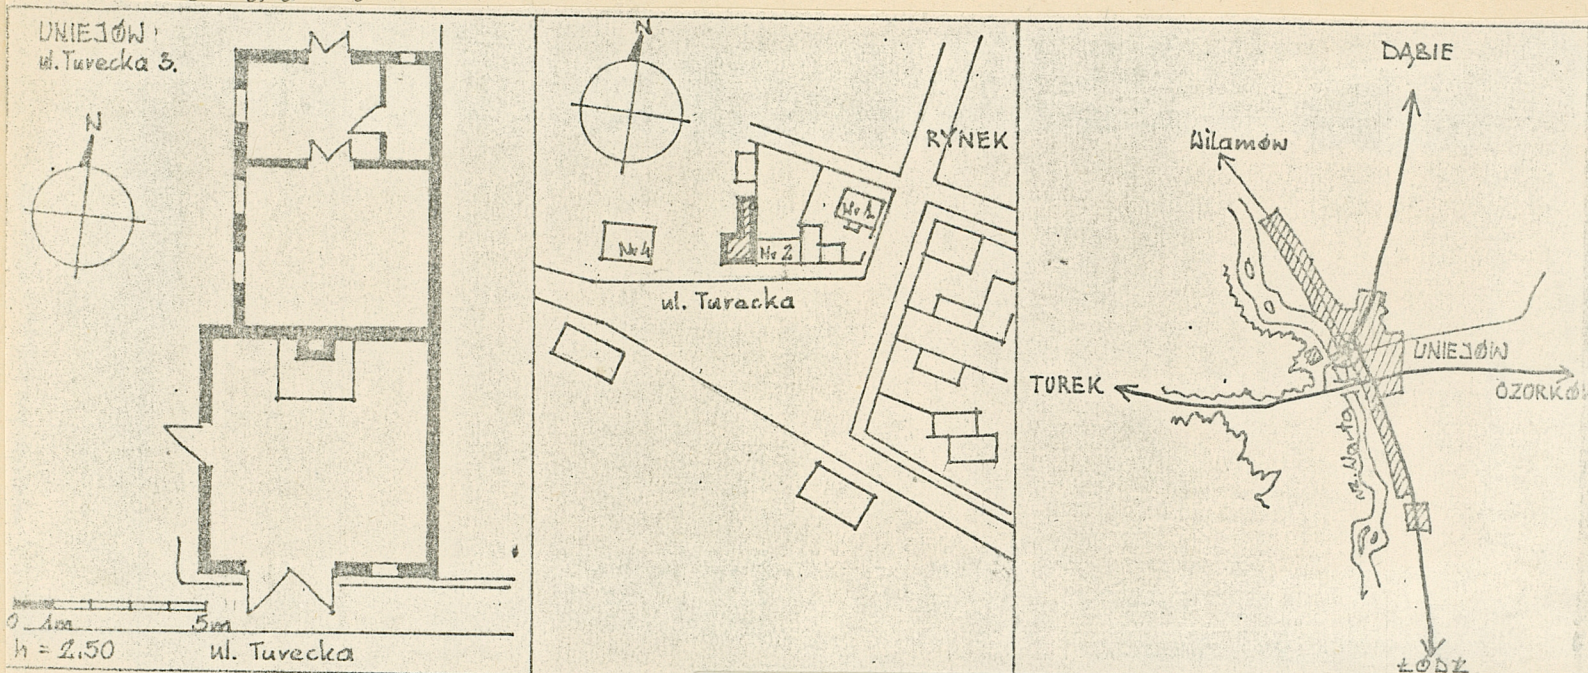 UNIEJÓW
ul. Turecka 3.
N
0 1m 5m
h = 2.50
ul. Turecka
N
RYNEK
Nr 1
Nr 4
Nr 2
ul. Turecka
DĄBIE
Wilamów
UNIEJÓW
TUREK
OZORKÓW
rz. Warta
ŁÓDŹ